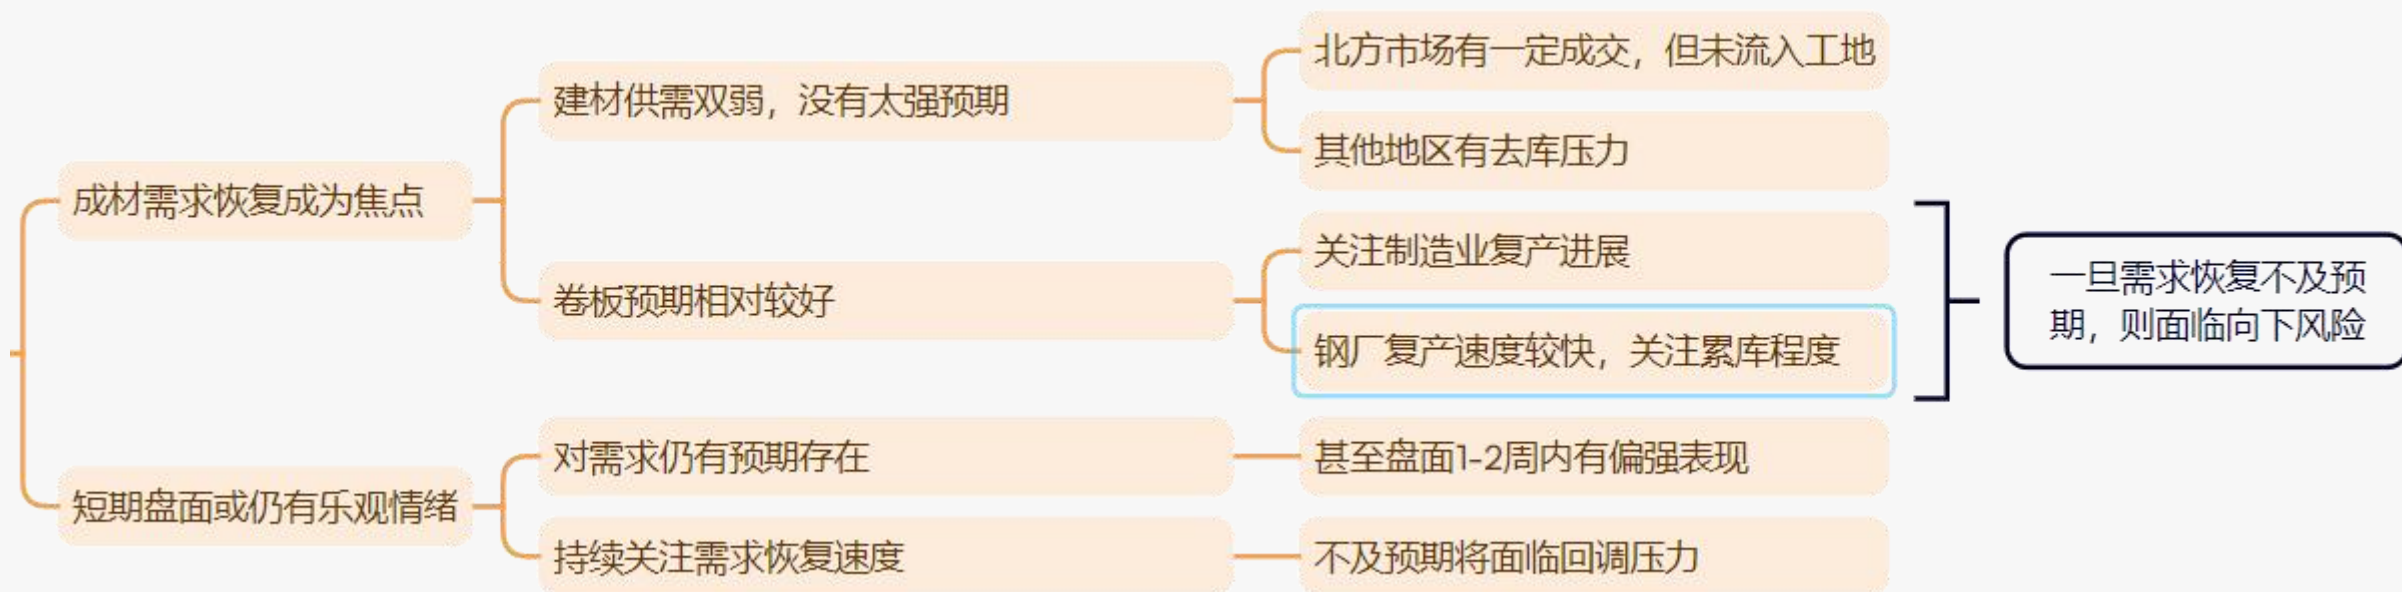 成材需求恢复成为焦点
建材供需双弱，没有太强预期
北方市场有一定成交，但未流入工地
其他地区有去库压力
卷板预期相对较好
关注制造业复产进展
钢厂复产速度较快，关注累库程度
一旦需求恢复不及预
期，则面临向下风险
短期盘面或仍有乐观情绪
对需求仍有预期存在
甚至盘面1-2周内有偏强表现
持续关注需求恢复速度
不及预期将面临回调压力